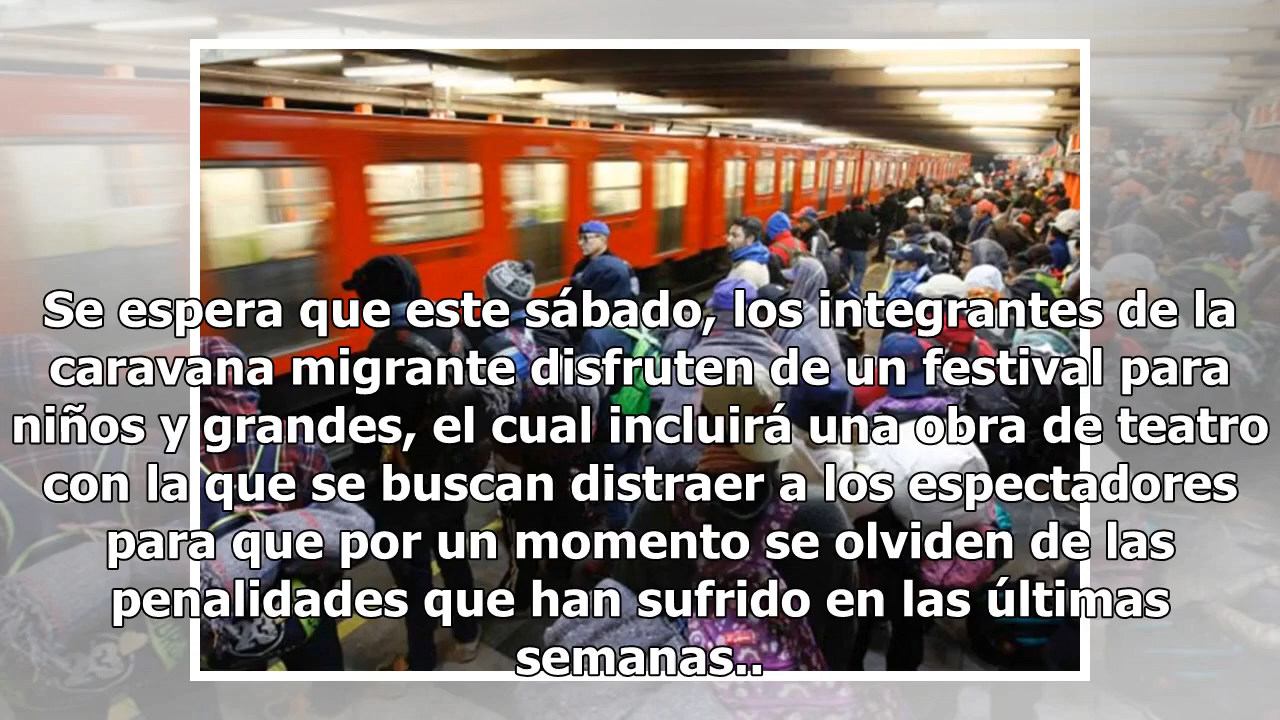 Se espera que este sábado, los integrantes de la
caravana migrante disfruten de un festival para
niños y grandes, el cual incluirá una obra de teatro
con la que se buscan distraer a los espectadores
para que por un momento se olviden de las
penalidades que han sufrido en las últimas
semanas..